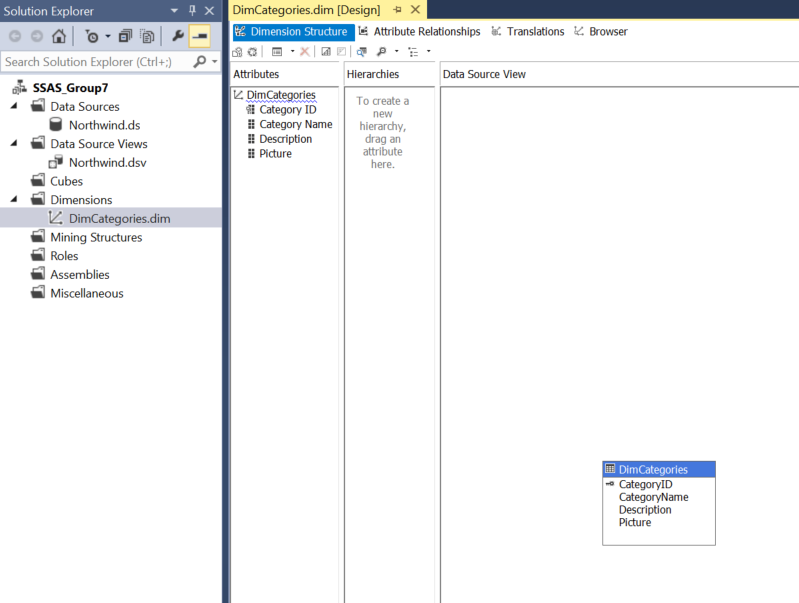 Solution Explorer
Search Solution Explorer (Ctrl+;)
SSAS_Group7
Data Sources
Northwind.ds
Data Source Views
Northwind.dsv
Cubes
Dimensions
DimCategories.dim
Mining Structures
Roles
Assemblies
Miscellaneous
DimCategories.dim [Design]
Dimension Structure
Attribute Relationships
Translations
Browser
Attributes
DimCategories
Category ID
Category Name
Description
Picture
Hierarchies
To create a
new
hierarchy,
drag an
attribute
here.
Data Source View
DimCategories
CategoryID
CategoryName
Description
Picture